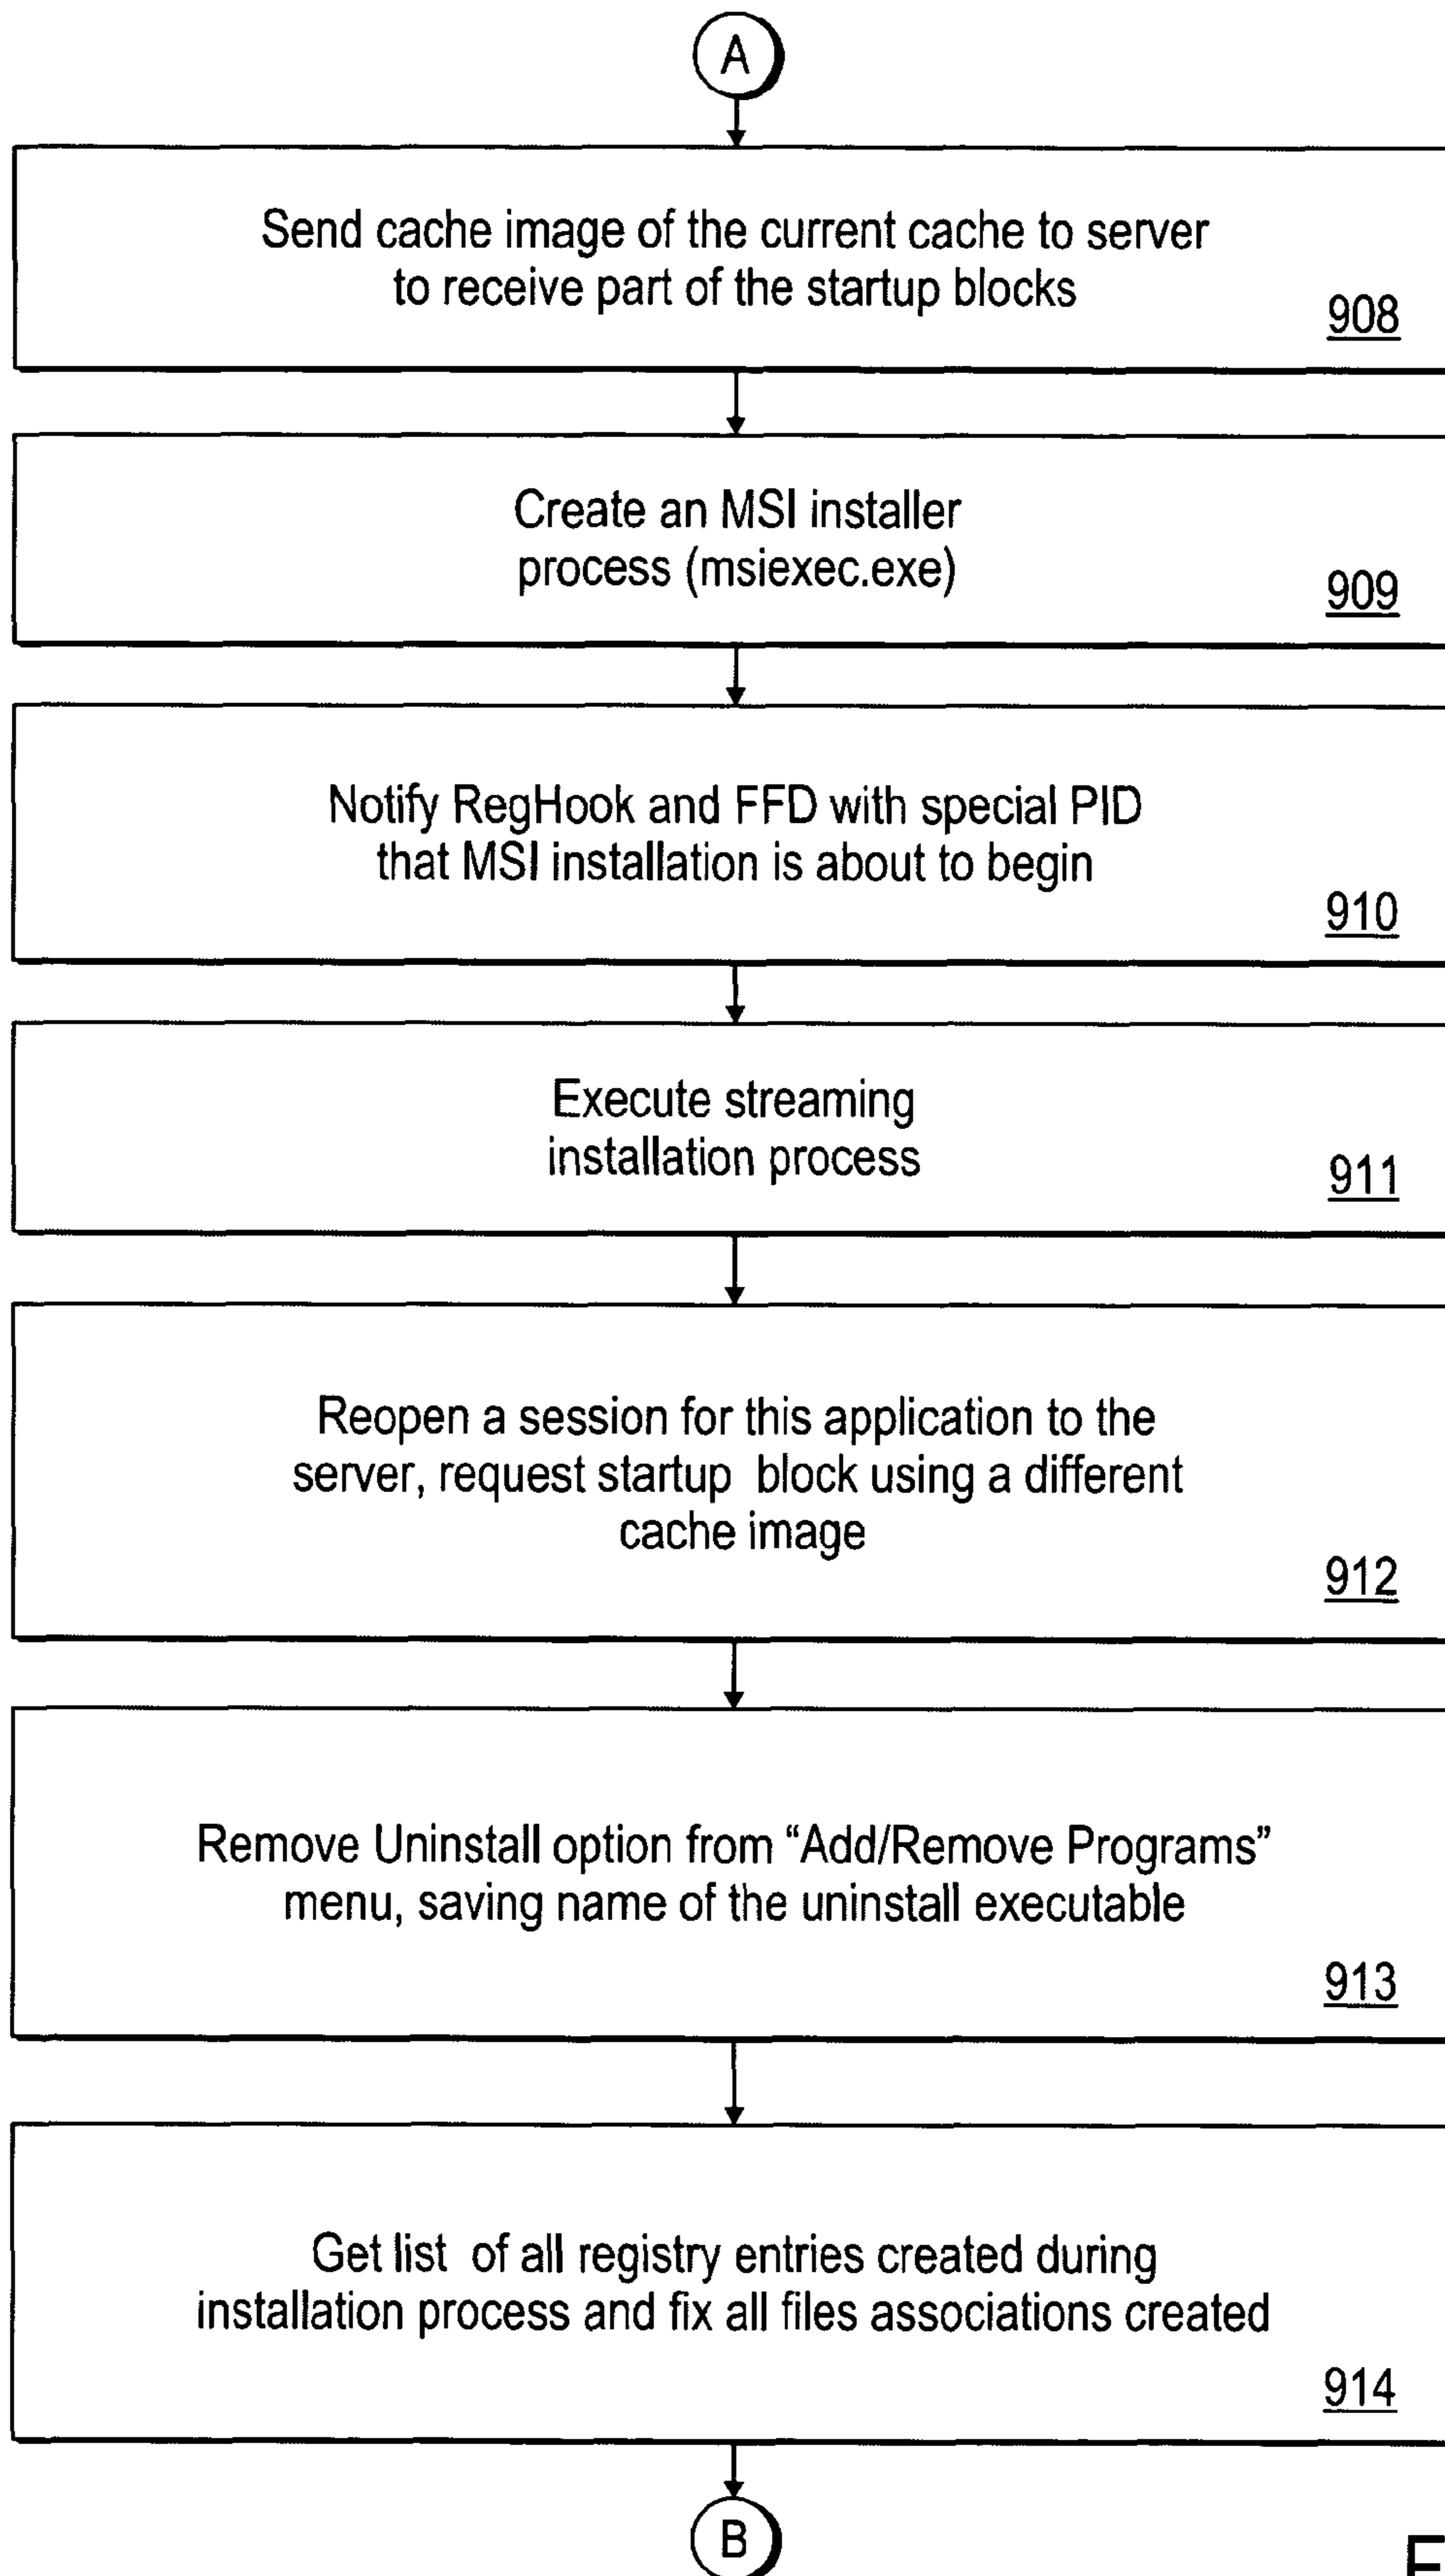 A
Send cache image of the current cache to server
to receive part of the startup blocks
908
Create an MSI installer
process (msiexec.exe)
909
Notify RegHook and FFD with special PID
that MSI installation is about to begin
910
Execute streaming
installation process
911
Reopen a session for this application to the
server, request startup block using a different
cache image
912
Remove Uninstall option from “Add/Remove Programs”
menu, saving name of the uninstall executable
913
Get list of all registry entries created during
installation process and fix all files associations created
914
B